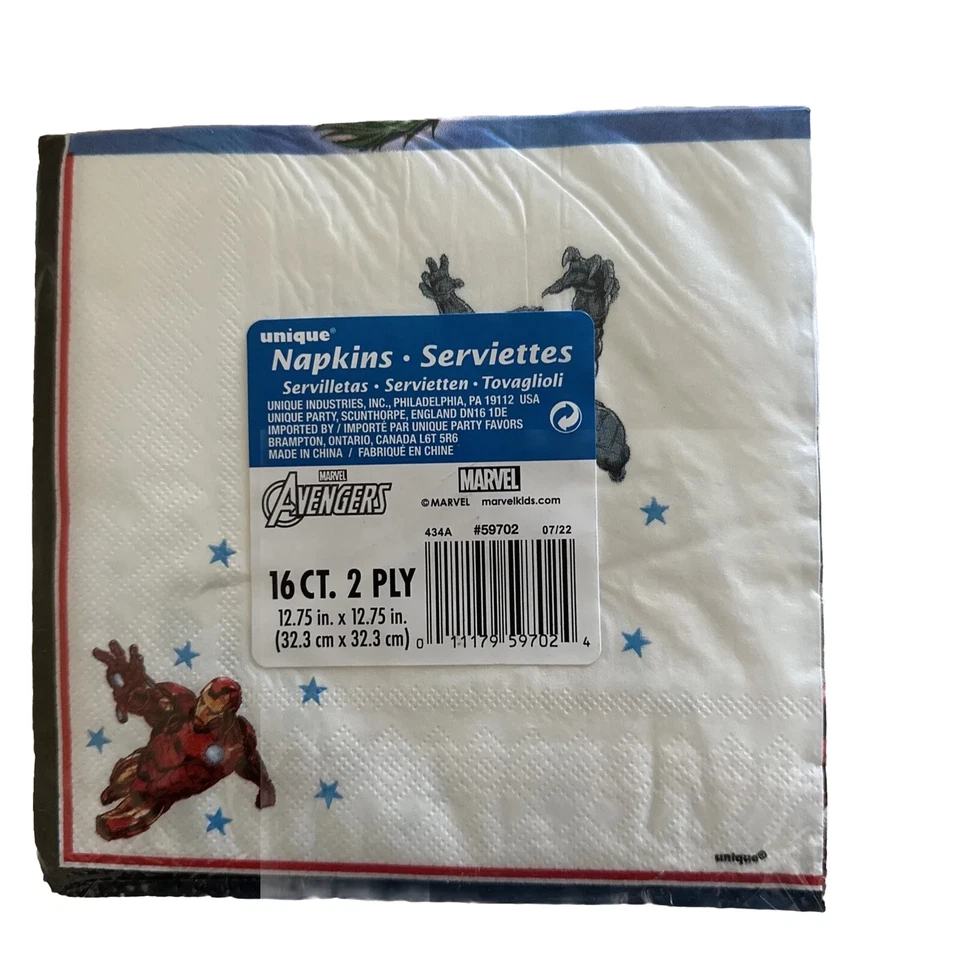 unique®
Napkins • Serviettes
Servilletas • Servietten • Tovaglioli
UNIQUE INDUSTRIES, INC., PHILADELPHIA, PA 19112 USA
UNIQUE PARTY, SCUNTHORPE, ENGLAND DN16 1DE
IMPORTED BY / IMPORTÉ PAR UNIQUE PARTY FAVORS
BRAMPTON, ONTARIO, CANADA L6T 5R6
MADE IN CHINA / FABRIQUÉ EN CHINE
MARVEL
AVENGERS
MARVEL
© MARVEL marvelkids.com
434A #59702 07/22
16 CT. 2 PLY
12.75 in. x 12.75 in.
(32.3 cm x 32.3 cm)
0 11179 59702 4
unique®